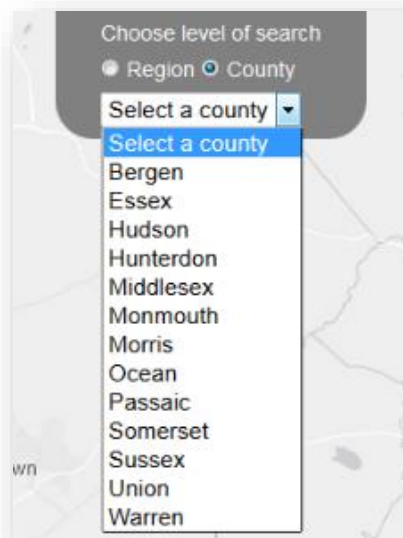 Choose level of search
Region County
Select a county
Select a county
Bergen
Essex
Hudson
Hunterdon
Middlesex
Monmouth
Morris
Ocean
Passaic
Somerset
Sussex
Union
Warren
wn